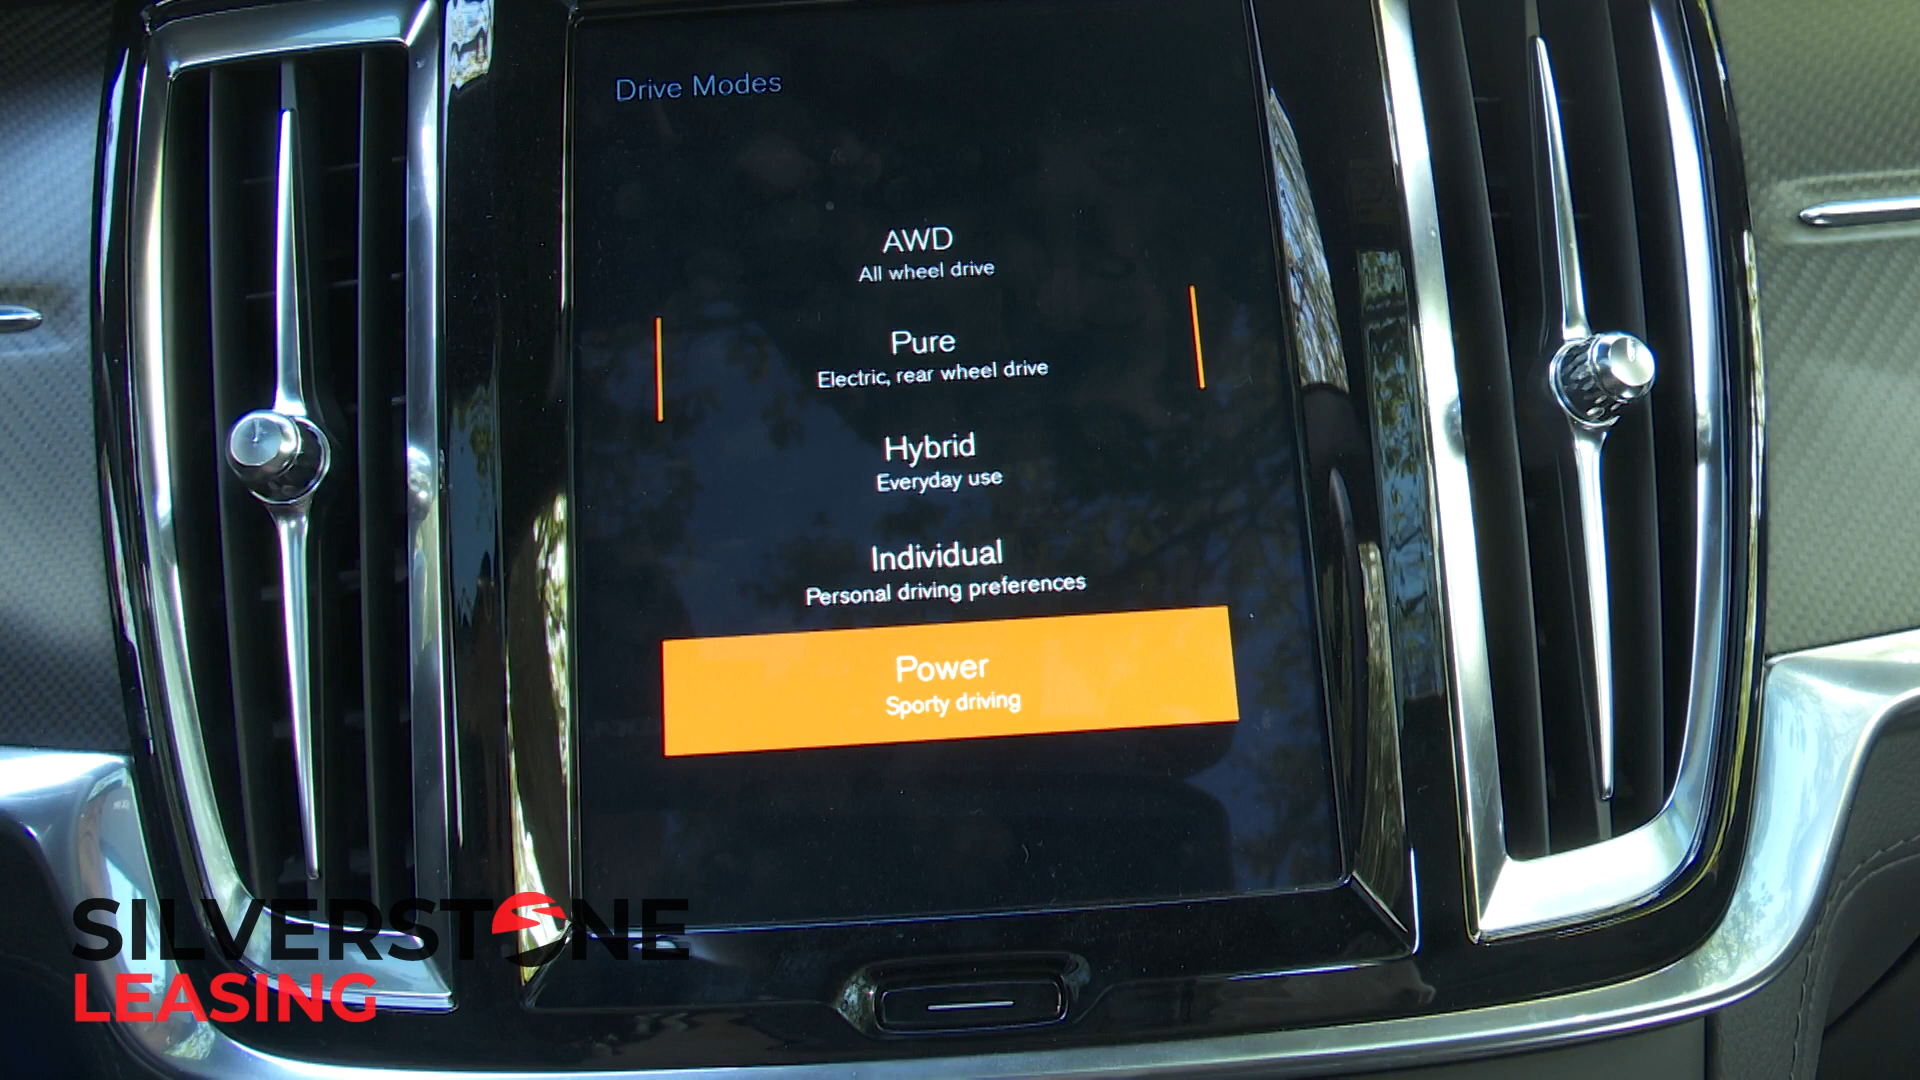 Drive Modes
AWD
All wheel drive
Pure
Electric, rear wheel drive
Hybrid
Everyday use
Individual
Personal driving preferences
Power
Sporty driving
SILVERSTONE
LEASING